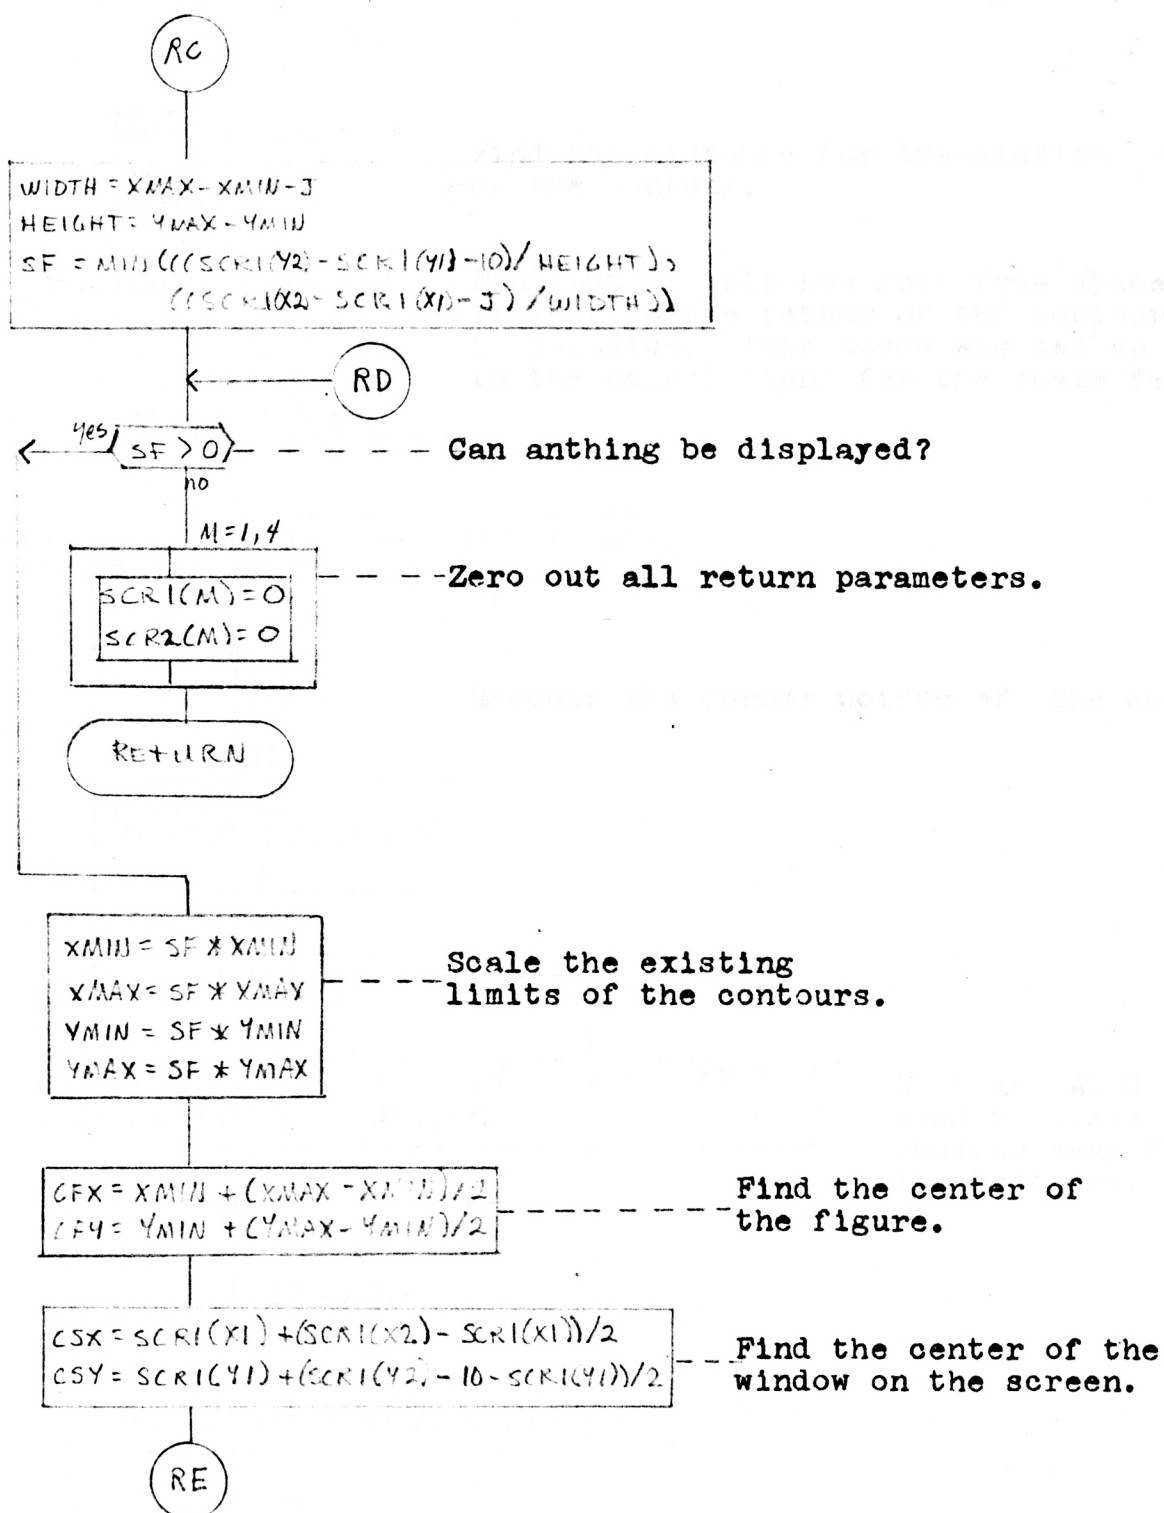 RC
WIDTH = XMAX - XMIN - J
HEIGHT = YMAX - YMIN
SF = MIN(((SCR1(Y2) - SCR1(Y1) - 10) / HEIGHT),
((SCR1(X2) - SCR1(X1) - J) / WIDTH))
RD
yes
SF > 0
Can anthing be displayed?
no
M=1,4
SCR1(M)=0
SCR2(M)=0
Zero out all return parameters.
RETURN
XMIN = SF * XMIN
XMAX = SF * XMAX
YMIN = SF * YMIN
YMAX = SF * YMAX
Scale the existing
limits of the contours.
CFX = XMIN + (XMAX - XMIN)/2
CFY = YMIN + (YMAX - YMIN)/2
Find the center of
the figure.
CSX = SCR1(X1) + (SCR1(X2) - SCR1(X1))/2
CSY = SCR1(Y1) + (SCR1(Y2) - 10 - SCR1(Y1))/2
Find the center of the
window on the screen.
RE